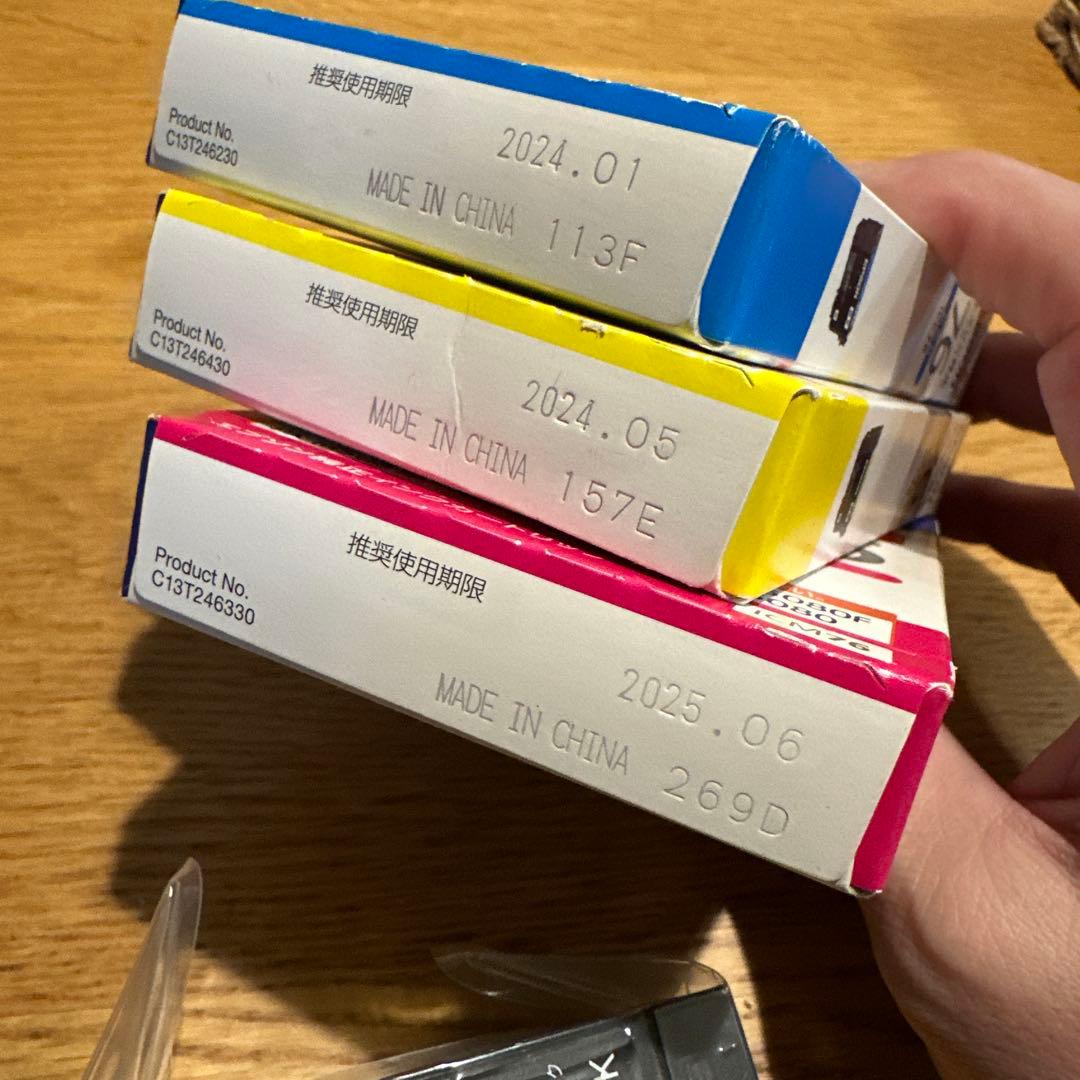 推奨使用期限
Product No.
C13T246230
2024.01
MADE IN CHINA 113F
76
推奨使用期限
Product No.
C13T246430
2024.05
MADE IN CHINA 157E
推奨使用期限
Product No.
C13T246330
ICM76
2025.06
MADE IN CHINA 269D
K